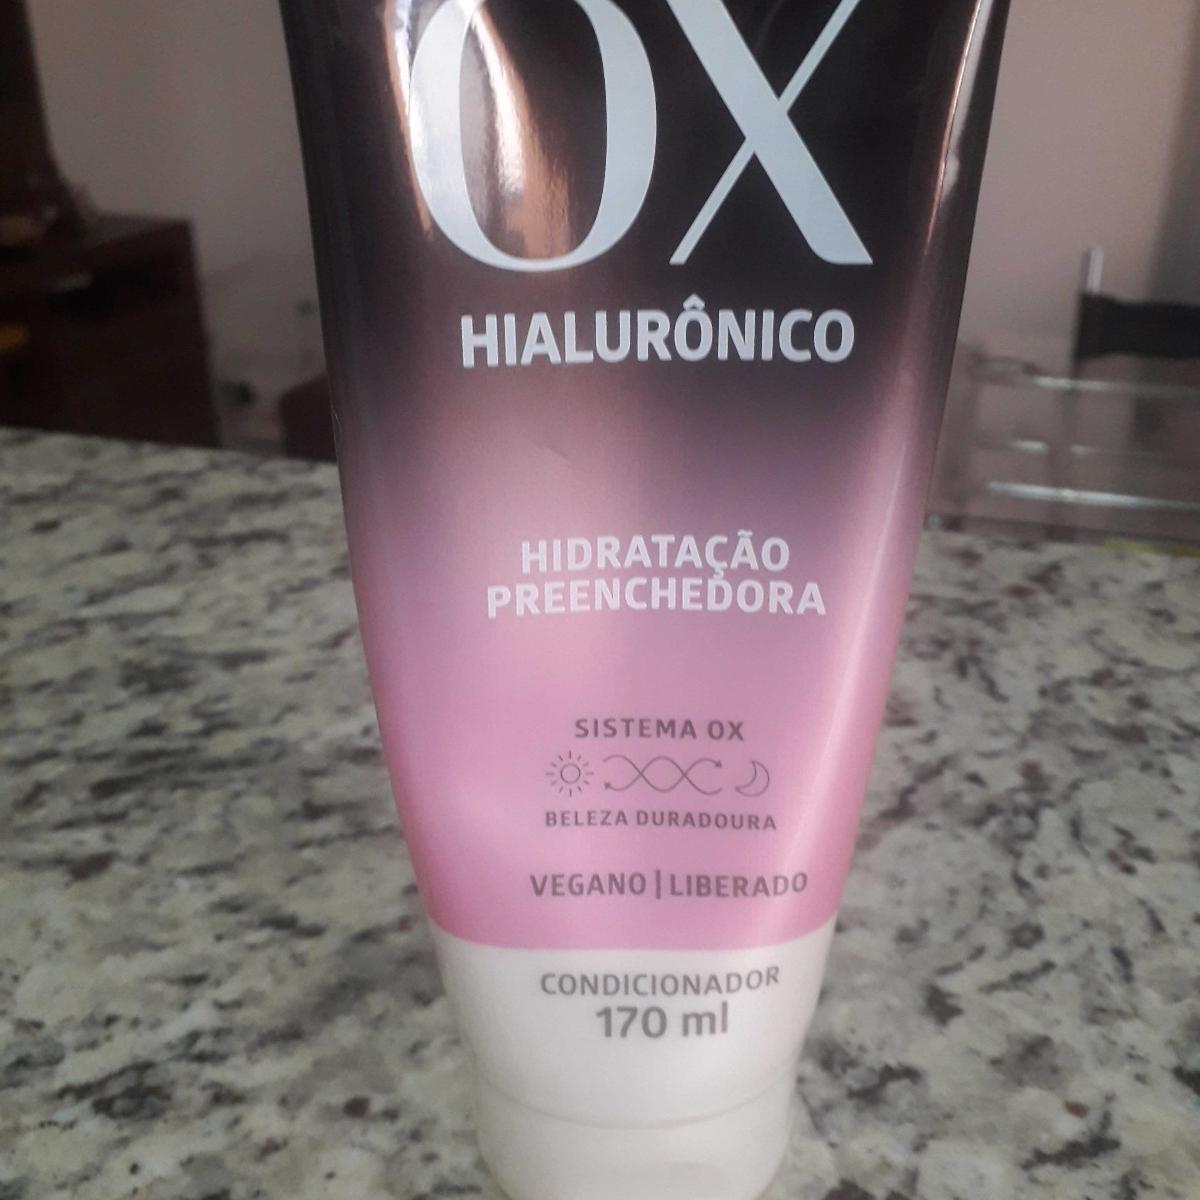 OX
HIALURÔNICO
HIDRATAÇÃO
PREENCHEDORA
SISTEMA OX
BELEZA DURADOURA
VEGANO | LIBERADO
CONDICIONADOR
170 ml